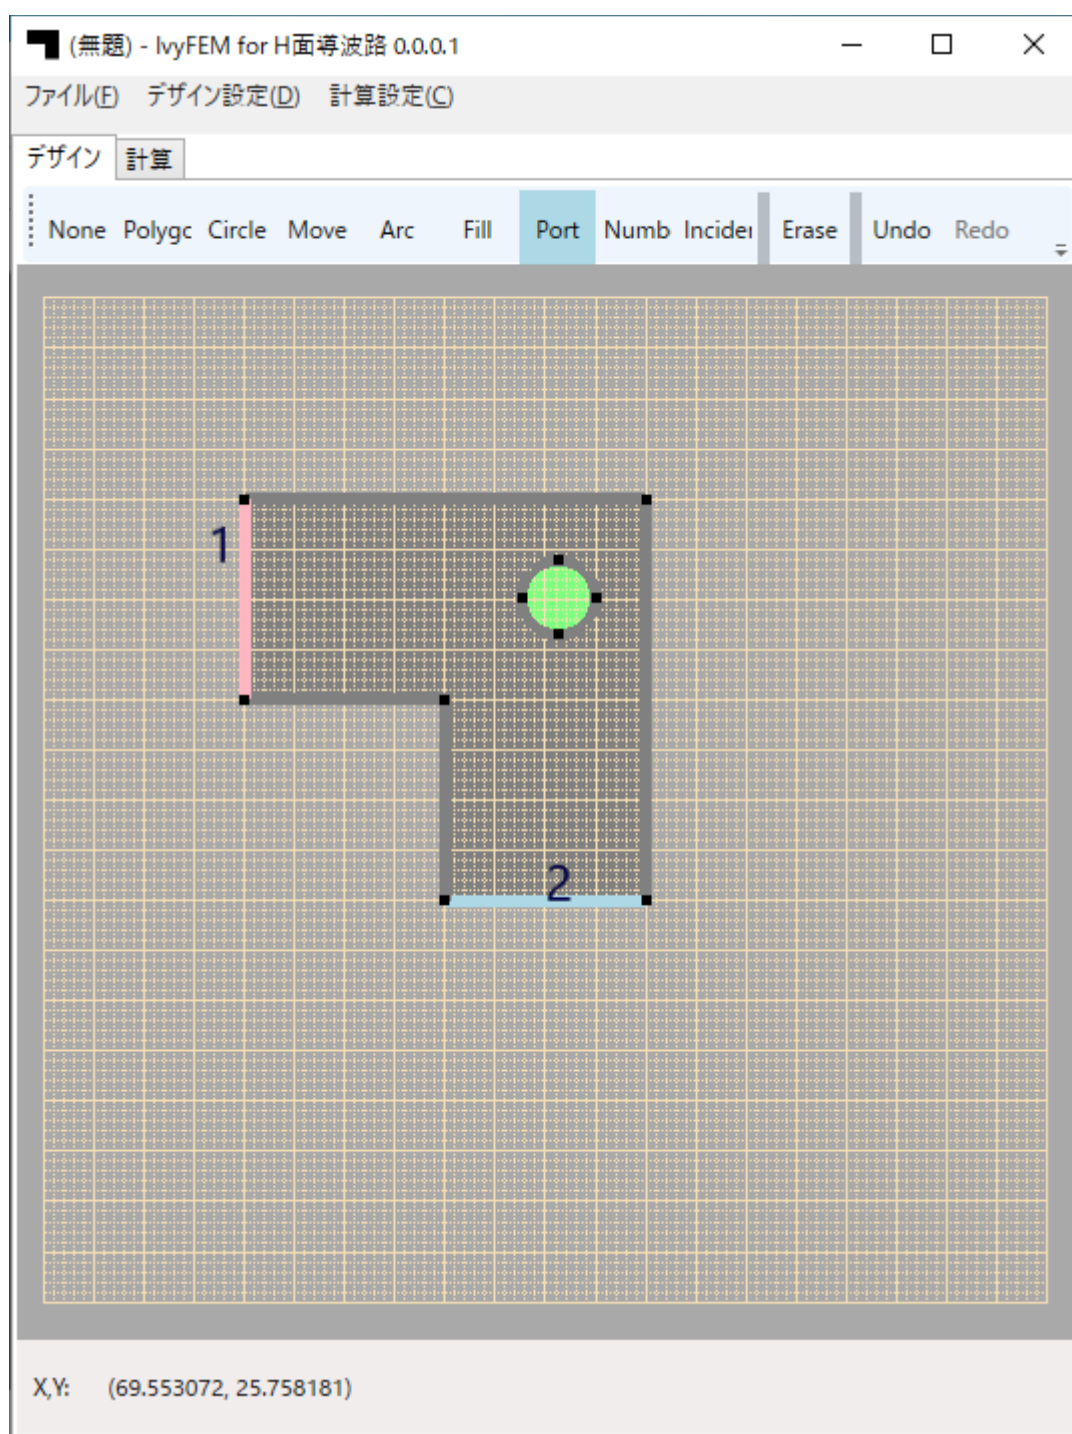 (無題) - IvyFEM for H面導波路 0.0.0.1
ファイル(F) デザイン設定(D) 計算設定(C)
デザイン 計算
None Polygc Circle Move Arc Fill Port Numb Incider Erase Undo Redo
1
2
X,Y: (69.553072, 25.758181)